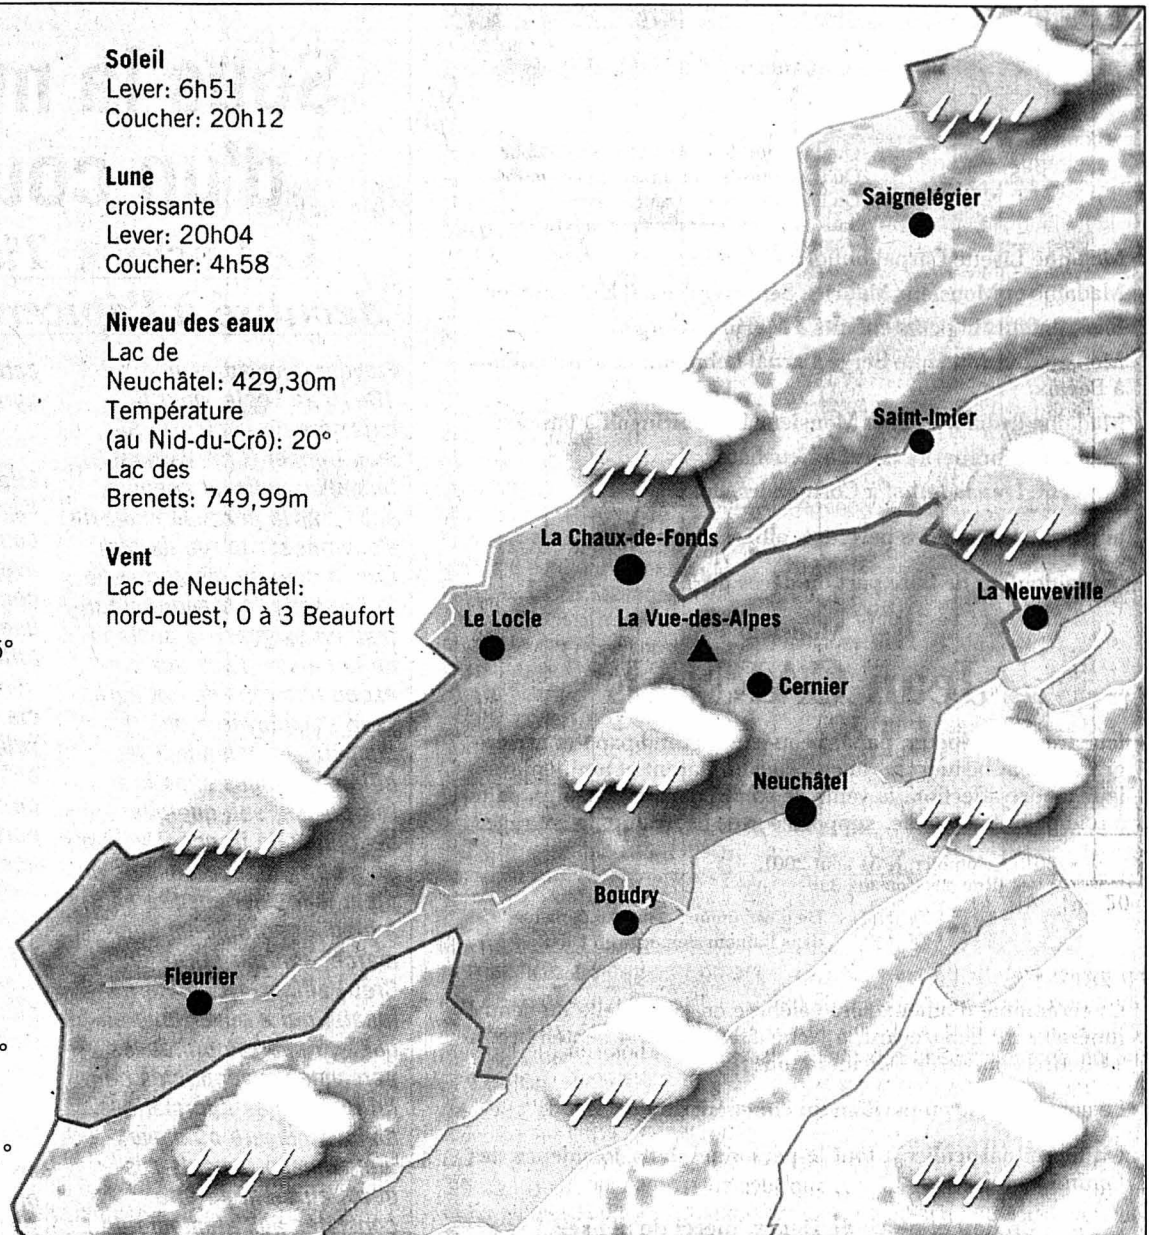 Soleil
Lever: 6h51
Coucher: 20h12
Lune
croissante
Lever: 20h04
Coucher: 4h58
Niveau des eaux
Lac de
Neuchâtel: 429,30m
Température
(au Nid-du-Crô): 20°
Lac des
Brenets: 749,99m
Vent
Lac de Neuchâtel:
nord-ouest, 0 à 3 Beaufort
Saignelégier
Saint-Imier
La Chaux-de-Fonds
La Neuveville
Le Locle
La Vue-des-Alpes
Cernier
Neuchâtel
Boudry
Fleurier